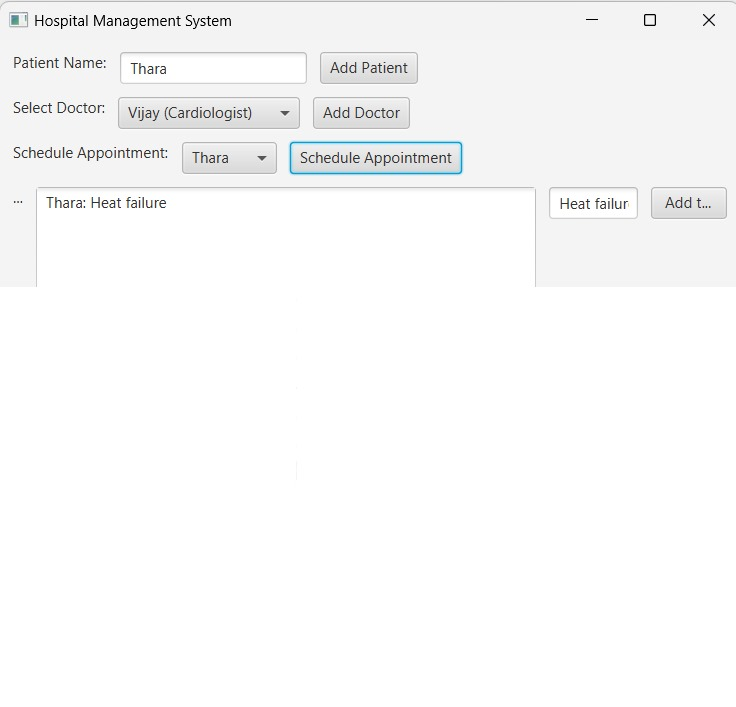 Hospital Management System
Patient Name: Thara Add Patient
Select Doctor: Vijay (Cardiologist) Add Doctor
Schedule Appointment: Thara Schedule Appointment
... Thara: Heat failure Heat failur Add t...